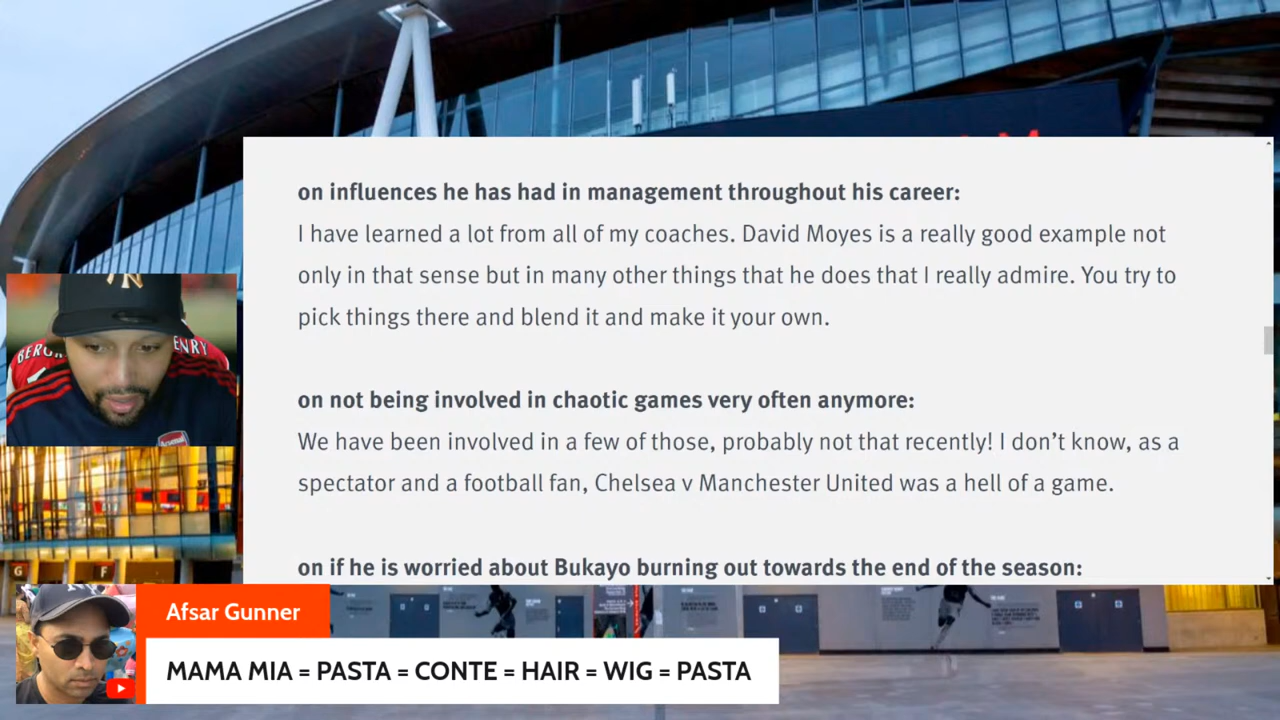 on influences he has had in management throughout his career:
I have learned a lot from all of my coaches. David Moyes is a really good example not
only in that sense but in many other things that he does that I really admire. You try to
pick things there and blend it and make it your own.
on not being involved in chaotic games very often anymore:
We have been involved in a few of those, probably not that recently! I don’t know, as a
spectator and a football fan, Chelsea v Manchester United was a hell of a game.
on if he is worried about Bukayo burning out towards the end of the season:
ENRY
Arsenal
G
F
Afsar Gunner
MAMA MIA = PASTA = CONTE = HAIR = WIG = PASTA